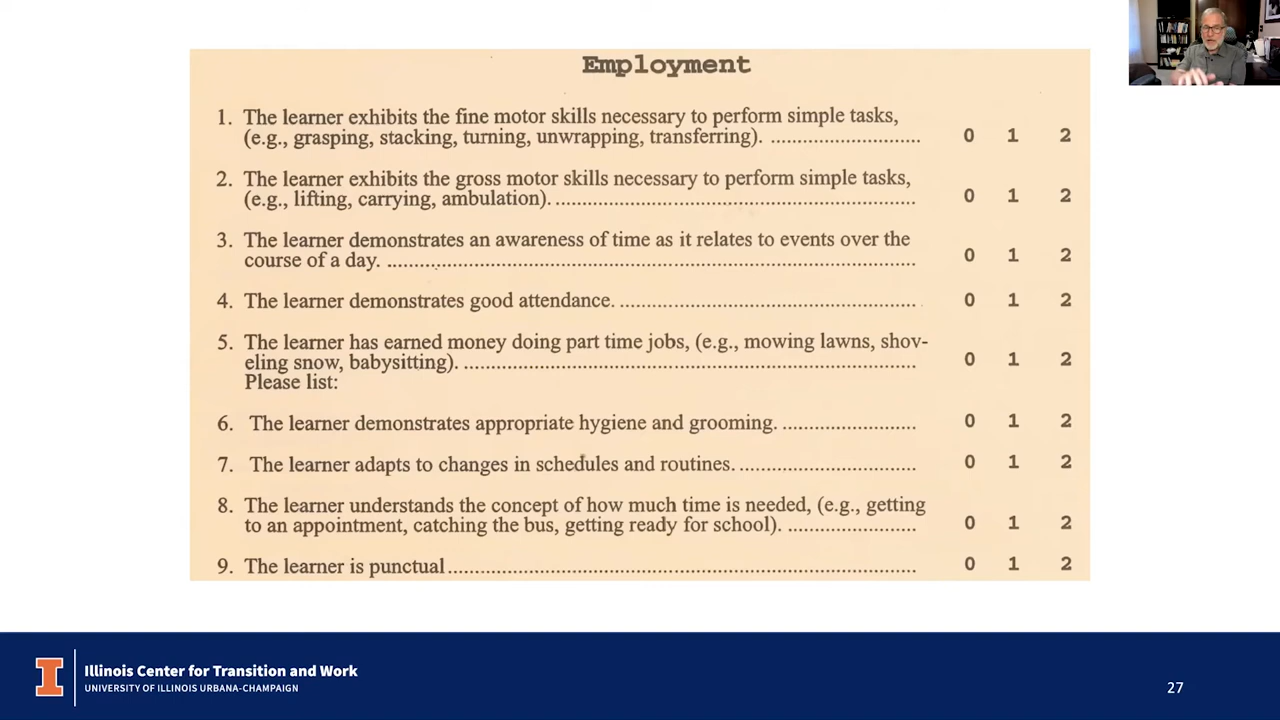 Employment
1. The learner exhibits the fine motor skills necessary to perform simple tasks,
(e.g., grasping, stacking, turning, unwrapping, transferring). ............................ 0 1 2
2. The learner exhibits the gross motor skills necessary to perform simple tasks,
(e.g., lifting, carrying, ambulation). .................................................................... 0 1 2
3. The learner demonstrates an awareness of time as it relates to events over the
course of a day. .................................................................................................... 0 1 2
4. The learner demonstrates good attendance. ........................................................ 0 1 2
5. The learner has earned money doing part time jobs, (e.g., mowing lawns, shov-
eling snow, babysitting). ...................................................................................... 0 1 2
Please list:
6. The learner demonstrates appropriate hygiene and grooming. ......................... 0 1 2
7. The learner adapts to changes in schedules and routines. ................................. 0 1 2
8. The learner understands the concept of how much time is needed, (e.g., getting
to an appointment, catching the bus, getting ready for school). ........................ 0 1 2
9. The learner is punctual ......................................................................................... 0 1 2
I
Illinois Center for Transition and Work
UNIVERSITY OF ILLINOIS URBANA-CHAMPAIGN
27